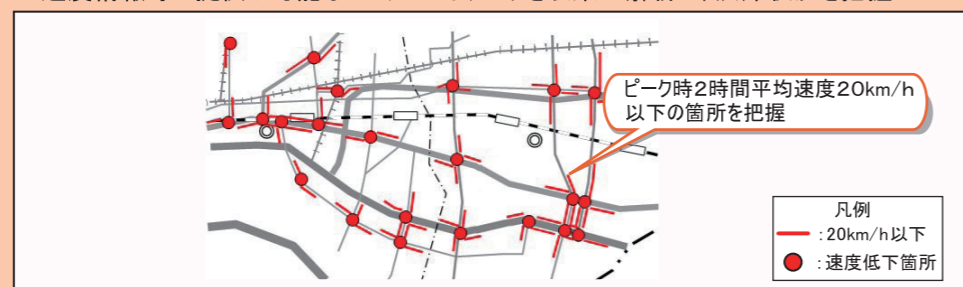 ピーク時2時間平均速度20km/h
以下の箇所を把握
凡例
:20km/h以下
:速度低下箇所